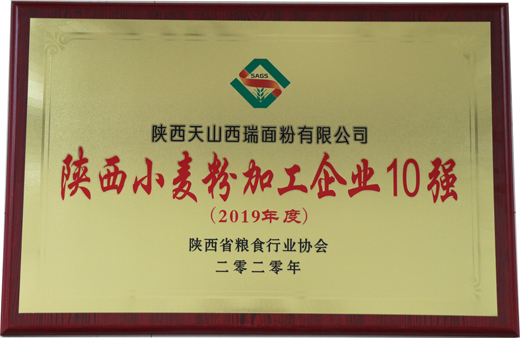 SAGS
陕西天山西瑞面粉有限公司
陕西小麦粉加工企业10强
(2019年度)
陕西省粮食行业协会
二零二零年